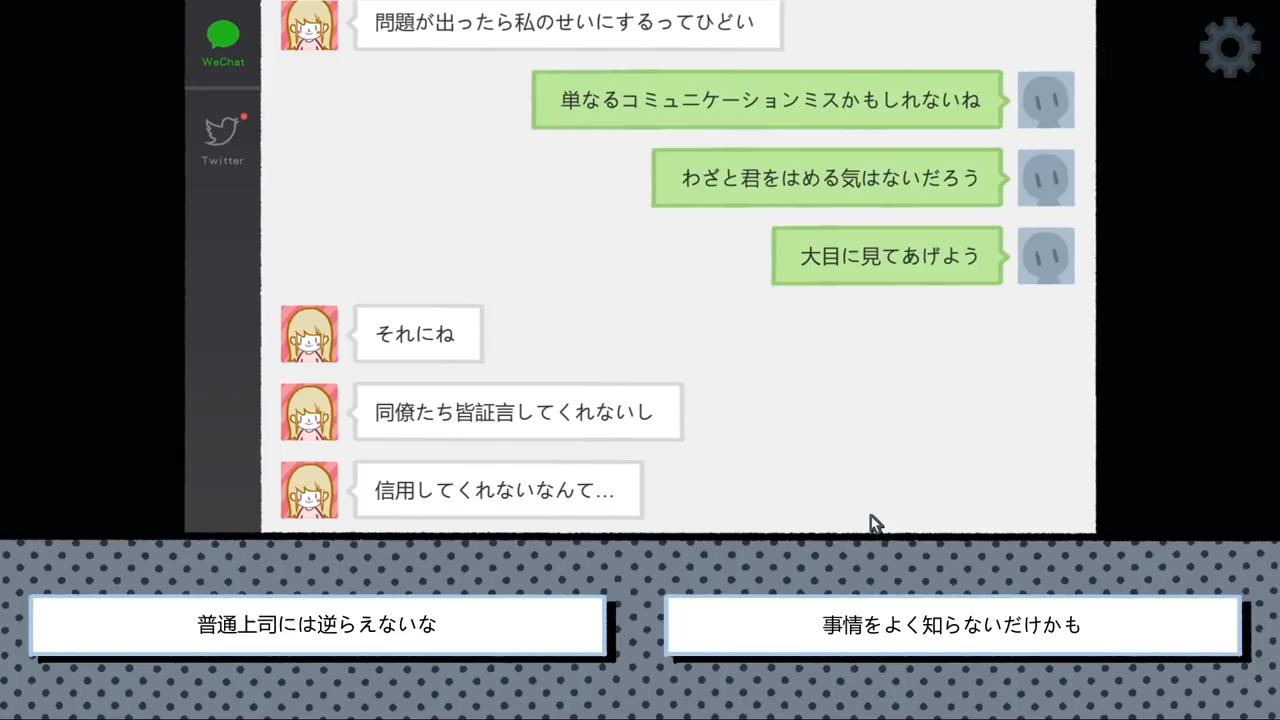 WeChat
Twitter
問題が出ったら私のせいにするってひどい
単なるコミュニケーションミスかもしれないね
わざと君をはめる気はないだろう
大目に見てあげよう
それにね
同僚たち皆証言してくれないし
信用してくれないなんて…
普通上司には逆らえないな
事情をよく知らないだけかも